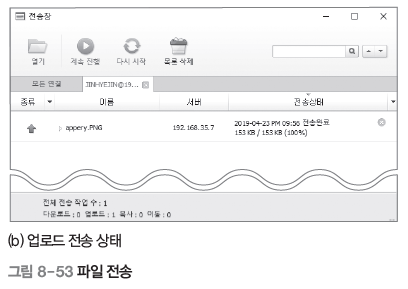 전송창
열기 계속 진행 다시 시작 목록 삭제
모든 연결 JINHYEJIN@19...
종류 이름 서버 전송상태
appery.PNG 192.168.35.7 2019-04-23 PM 09:56 전송완료
153 KB / 153 KB (100%)
전체 전송 작업 수 : 1
다운로드 : 0 업로드 : 1 복사 : 0 이동 : 0
(b) 업로드 전송 상태
그림 8-53 파일 전송